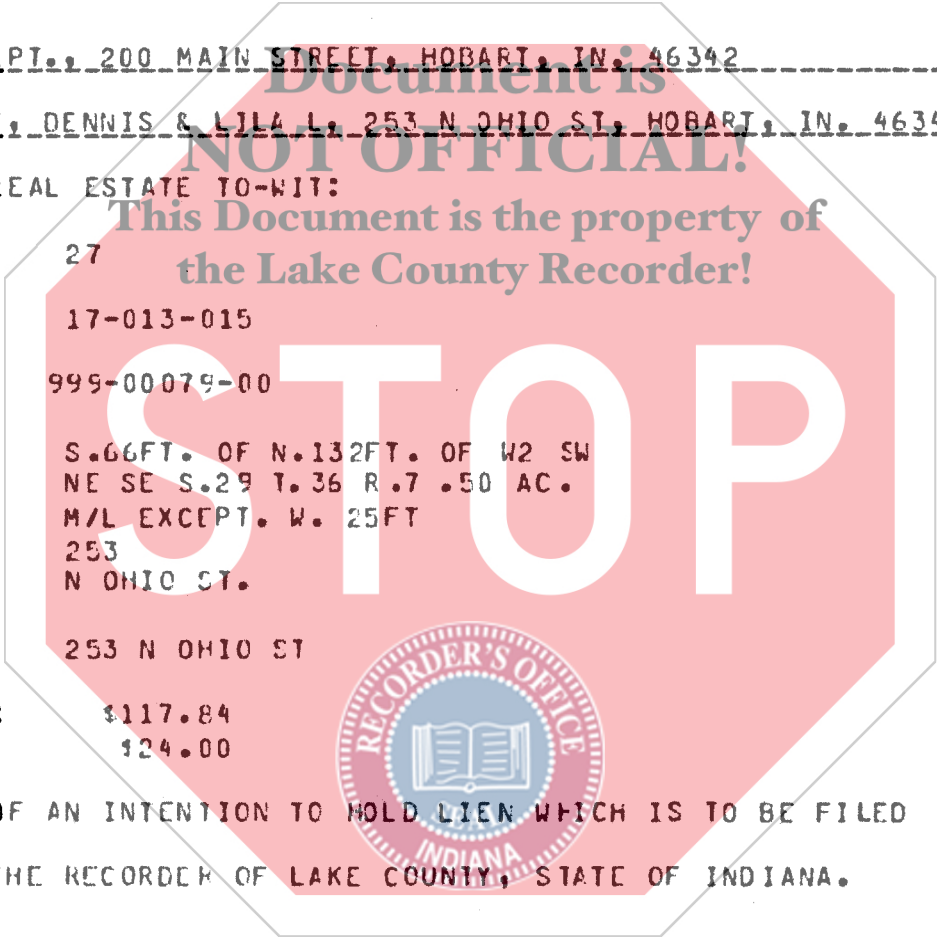 PT., 200 MAIN STREET, HOBART, IN. 46342
Document is
, DENNIS & LILA L. 253 N OHIO ST, HOBART, IN. 4634
NOT OFFICIAL!
EAL ESTATE TO-WIT:
This Document is the property of
27
the Lake County Recorder!
17-013-015
999-00079-00
STOP
S.66FT. OF N.132FT. OF W2 SW
NE SE S.29 T.36 R.7 .50 AC.
M/L EXCEPT. W. 25FT
253
N OHIO ST.
253 N OHIO ST
RECORDER'S OFFICE
$117.84
$24.00
OF AN INTENTION TO HOLD LIEN WHICH IS TO BE FILED
SEAL
INDIANA
HE RECORDER OF LAKE COUNTY, STATE OF INDIANA.